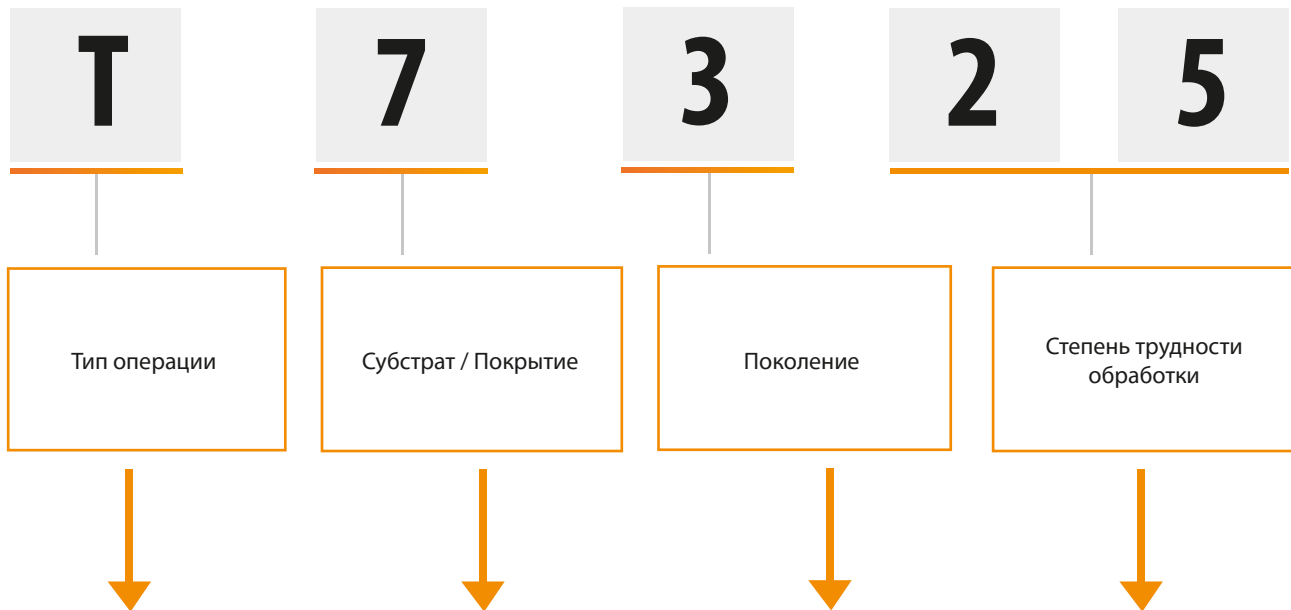 T 7 3 2 5
Тип операции
Субстрат / Покрытие
Поколение
Степень трудности
обработки